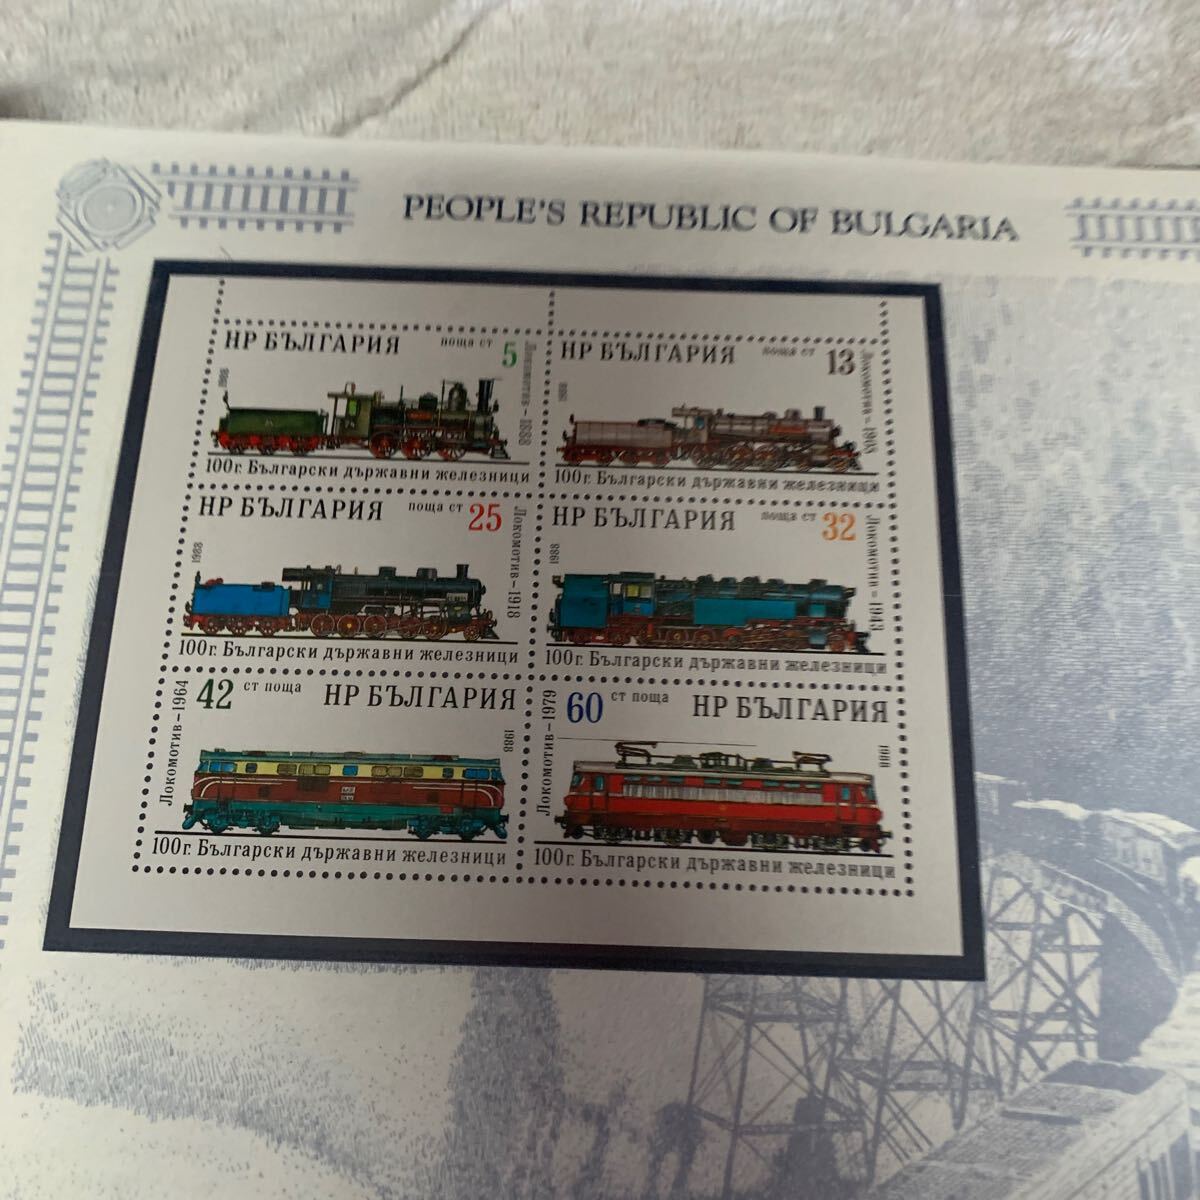 PEOPLE'S REPUBLIC OF BULGARIA
НР БЪЛГАРИЯ поща ст 5
Локомотив–1888
1988
100г. Български държавни железници
НР БЪЛГАРИЯ поща ст 13
Локомотив–1905
1988
100г. Български държавни железници
НР БЪЛГАРИЯ поща ст 25
Локомотив–1918
1988
100г. Български държавни железници
НР БЪЛГАРИЯ поща ст 32
Локомотив–1943
1988
100г. Български държавни железници
42 ст поща НР БЪЛГАРИЯ
Локомотив–1964
1988
100г. Български държавни железници
60 ст поща НР БЪЛГАРИЯ
Локомотив–1979
1988
100г. Български държавни железници